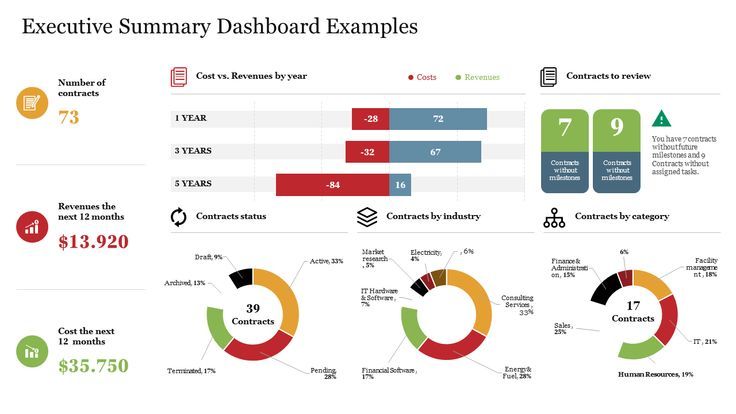 Executive Summary Dashboard Examples
Number of
contracts
73
Revenues the
next 12 months
$13.920
Cost the next
12 months
$35.750
Cost vs. Revenues by year
Costs
Revenues
1 YEAR
-28
72
3 YEARS
-32
67
5 YEARS
-84
16
Contracts to review
7
Contracts
without
milestones
9
Contracts
without
milestones
You have 7 contracts
without future
milestones and 9
Contracts without
assigned tasks.
Contracts status
Draft, 9%
Active, 33%
Archived, 13%
39
Contracts
Terminated, 17%
Pending,
28%
Contracts by industry
Market
research
, 5%
Electricity,
4%
, 6%
IT Hardware
& Software,
7%
Consulting
Services,
33%
Financial Software,
17%
Energy &
Fuel, 28%
Contracts by category
6%
Finance &
Administrati
on, 15%
Facility
manageme
nt, 18%
17
Contracts
Sales,
25%
IT, 21%
Human Resources, 19%